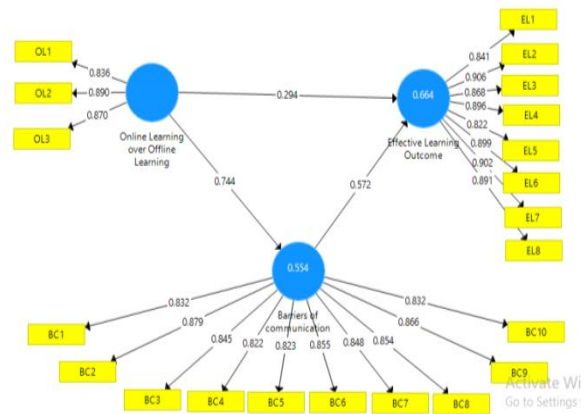 EL1
OL1
0.836
0.841
EL2
OL2
0.890
0.294
0.664
0.906
0.868
EL3
0.870
0.896
EL4
OL3
0.822
Online Learning
over Offline
Learning
Effective Learning
Outcome
0.899
EL5
0.902
EL6
0.891
0.744
0.572
EL7
EL8
0.554
Barriers of
communication
0.832
0.832
BC1
0.879
0.866
BC10
0.845
0.822
0.823
0.855
0.848
0.854
BC2
BC9
BC3
BC4
BC5
BC6
BC7
BC8
Activate Wi
Go to Settings